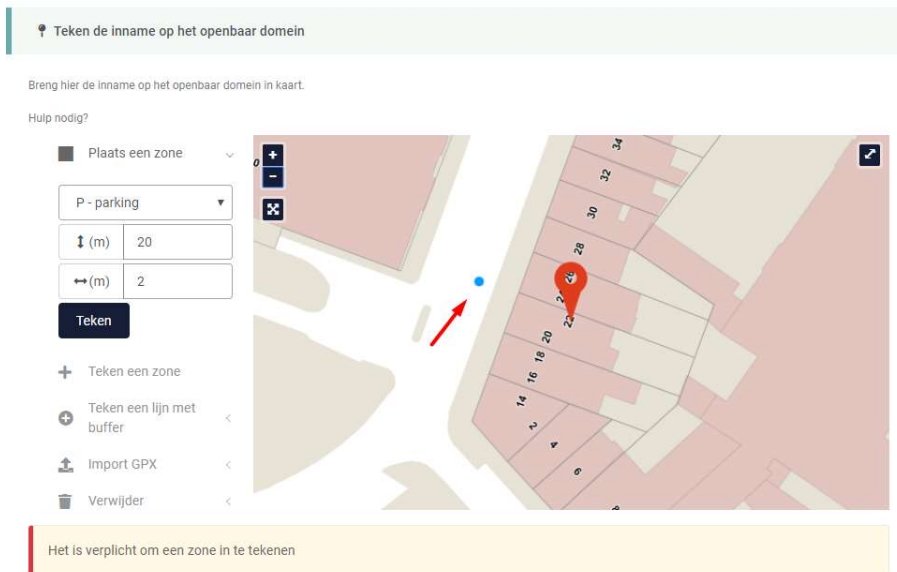 Teken de inname op het openbaar domein
Breng hier de inname op het openbaar domein in kaart.
Hulp nodig?
Plaats een zone
P - parking
(m) 20
(m) 2
Teken
Teken een zone
Teken een lijn met
buffer
Import GPX
Verwijder
+
-
34
32
30
28
26
22
20
18
16
14
2
4
6
Het is verplicht om een zone in te tekenen